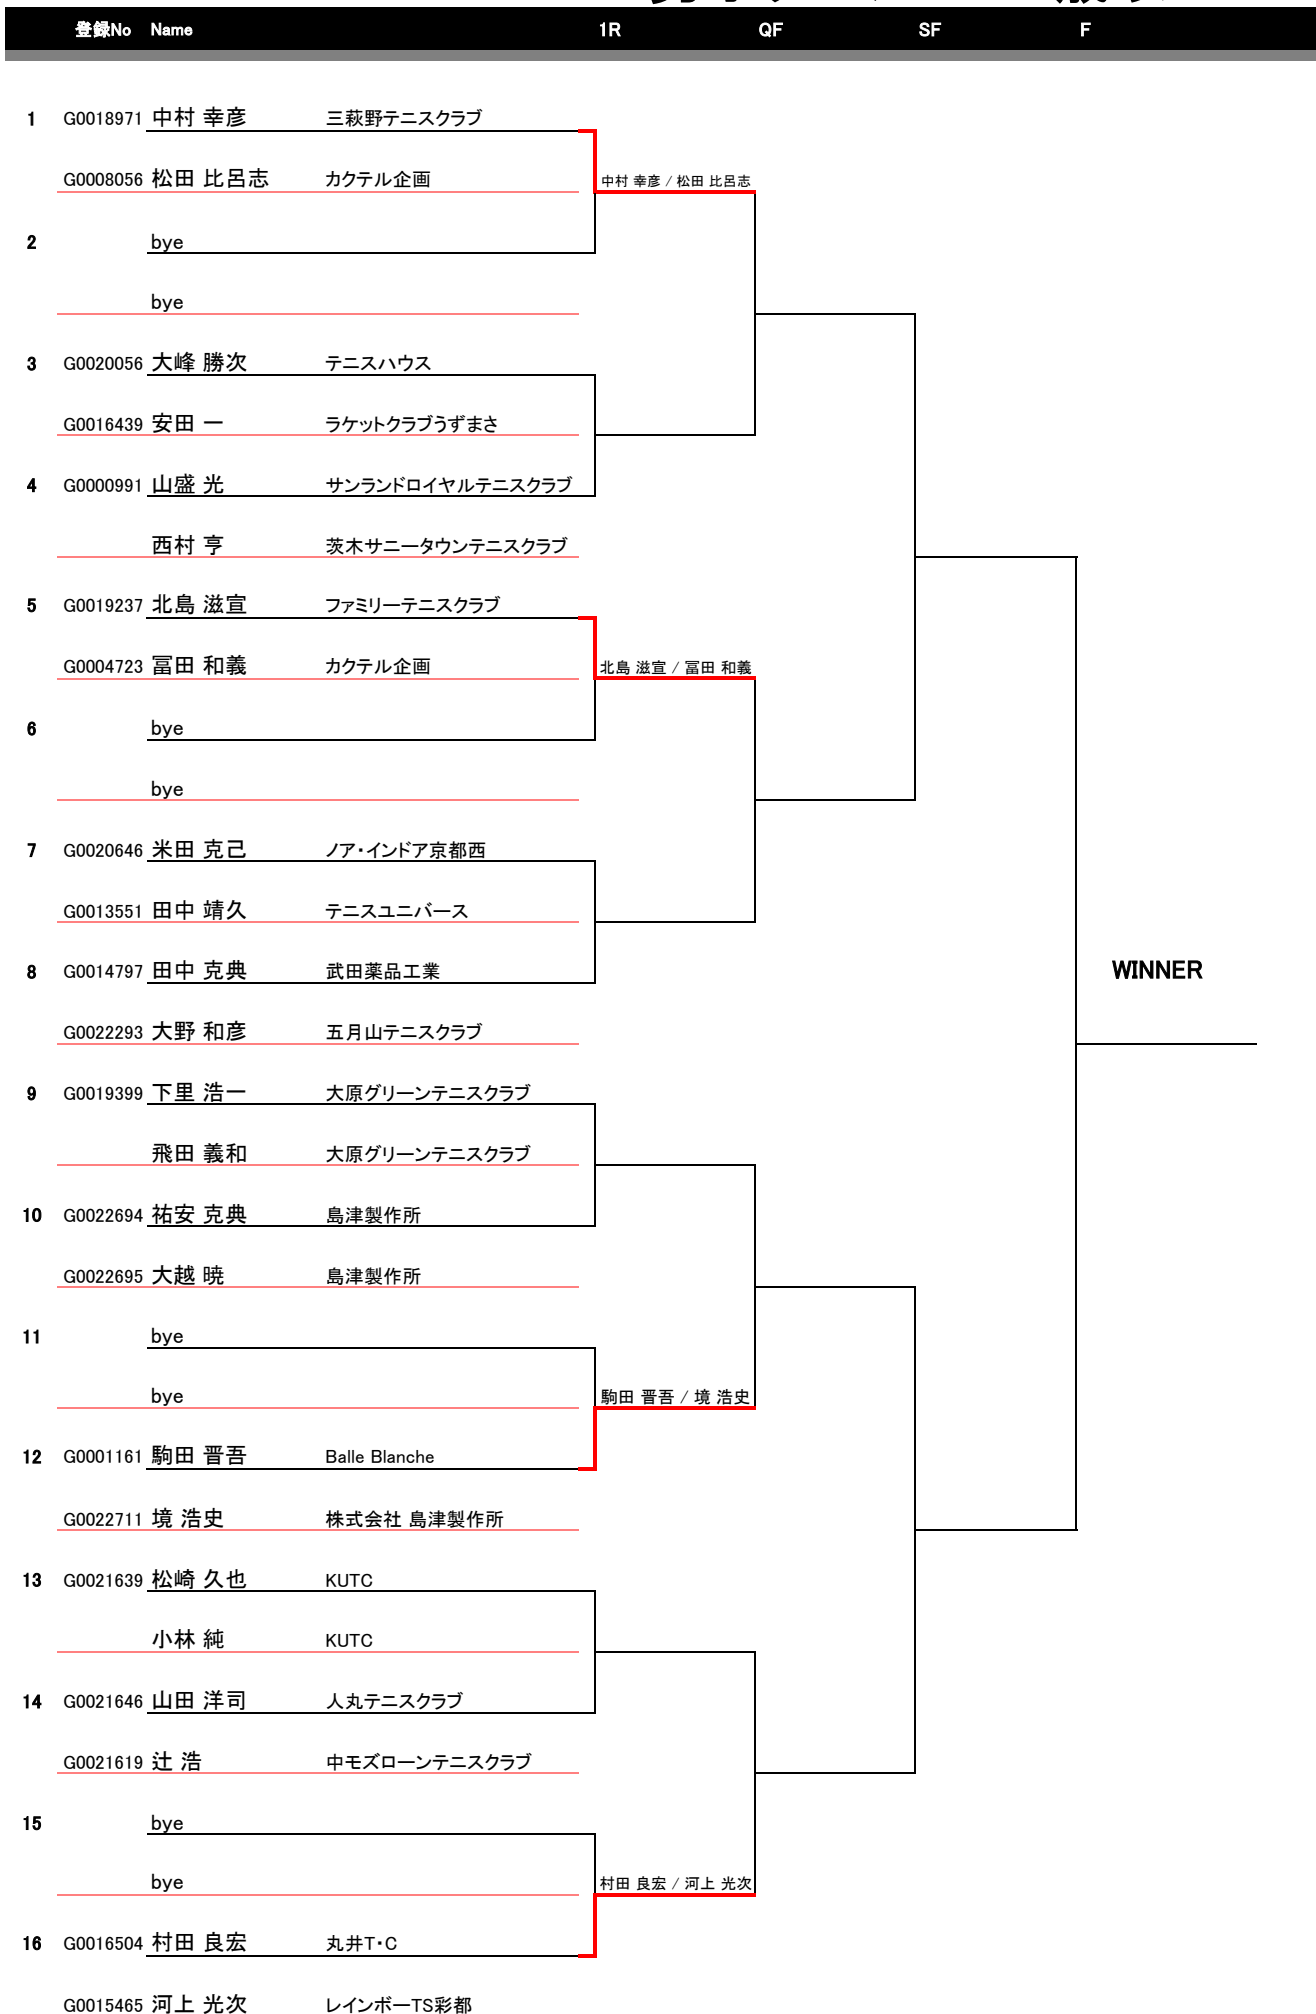 登録No Name 1R QF SF F
1 G0018971 中村 幸彦 三萩野テニスクラブ
G0008056 松田 比呂志 カクテル企画 中村 幸彦 / 松田 比呂志
2 bye
bye
3 G0020056 大峰 勝次 テニスハウス
G0016439 安田 一 ラケットクラブうずまさ
4 G0000991 山盛 光 サンランドロイヤルテニスクラブ
西村 亨 茨木サニータウンテニスクラブ
5 G0019237 北島 滋宣 ファミリーテニスクラブ
G0004723 冨田 和義 カクテル企画 北島 滋宣 / 冨田 和義
6 bye
bye
7 G0020646 米田 克己 ノア・インドア京都西
G0013551 田中 靖久 テニスユニバース
8 G0014797 田中 克典 武田薬品工業 WINNER
G0022293 大野 和彦 五月山テニスクラブ
9 G0019399 下里 浩一 大原グリーンテニスクラブ
飛田 義和 大原グリーンテニスクラブ
10 G0022694 祐安 克典 島津製作所
G0022695 大越 暁 島津製作所
11 bye
bye 駒田 晋吾 / 境 浩史
12 G0001161 駒田 晋吾 Balle Blanche
G0022711 境 浩史 株式会社 島津製作所
13 G0021639 松崎 久也 KUTC
小林 純 KUTC
14 G0021646 山田 洋司 人丸テニスクラブ
G0021619 辻 浩 中モズローンテニスクラブ
15 bye
bye 村田 良宏 / 河上 光次
16 G0016504 村田 良宏 丸井T・C
G0015465 河上 光次 レインボーTS彩都